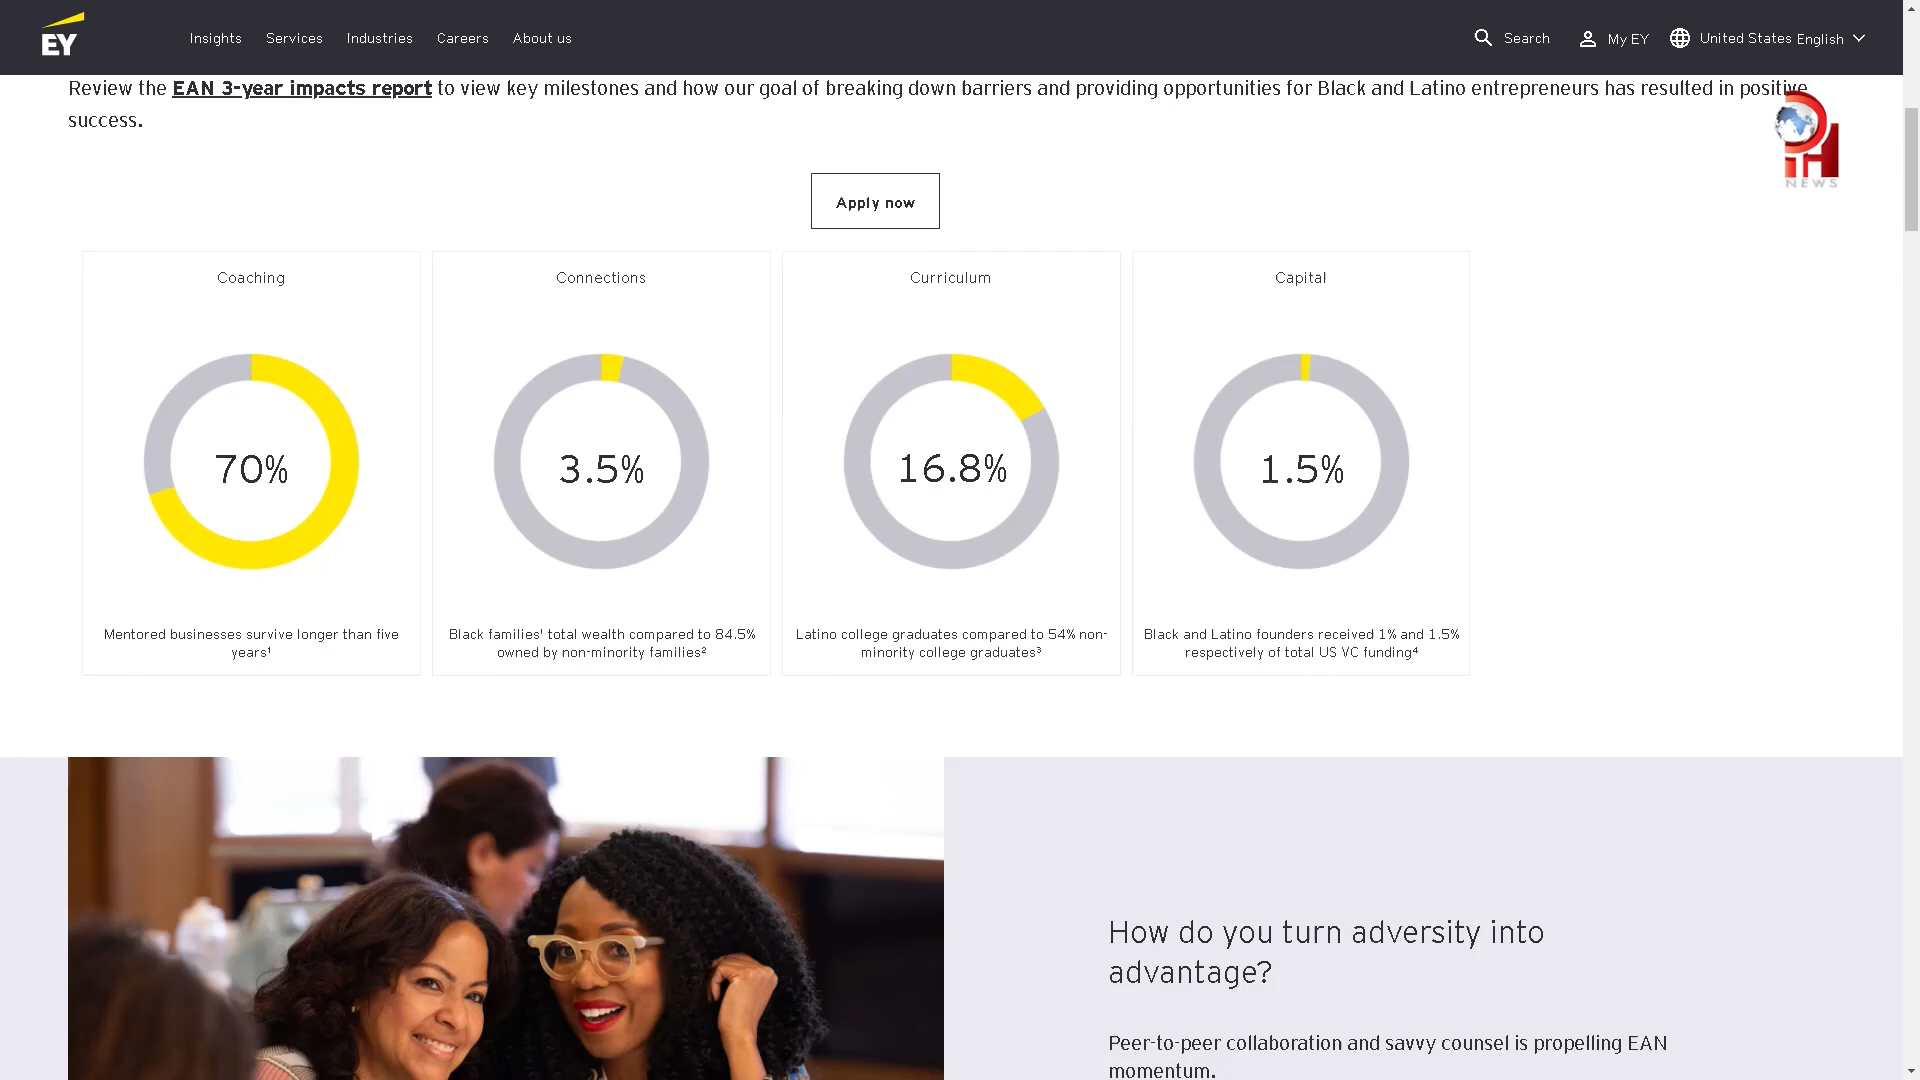 EY
Insights Services Industries Careers About us
Search My EY United States English
Review the EAN 3-year impacts report to view key milestones and how our goal of breaking down barriers and providing opportunities for Black and Latino entrepreneurs has resulted in positive
success.
NEWS
Apply now
Coaching
70%
Mentored businesses survive longer than five
years¹
Connections
3.5%
Black families' total wealth compared to 84.5%
owned by non-minority families²
Curriculum
16.8%
Latino college graduates compared to 54% non-
minority college graduates³
Capital
1.5%
Black and Latino founders received 1% and 1.5%
respectively of total US VC funding⁴
How do you turn adversity into
advantage?
Peer-to-peer collaboration and savvy counsel is propelling EAN
momentum.